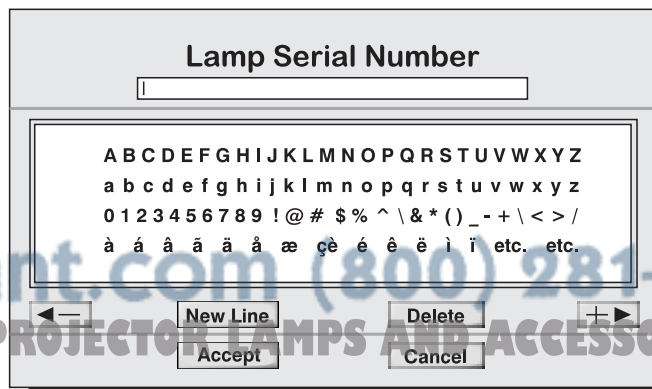 Lamp Serial Number
A B C D E F G H I J K L M N O P Q R S T U V W X Y Z
a b c d e f g h i j k l m n o p q r s t u v w x y z
0 1 2 3 4 5 6 7 8 9 ! @ # $ % ^ \ & * ( ) _ - + \ < > /
à á â ã ä å æ çè é ê ë ì ï etc. etc.
nt.com (800) 281-
◄— New Line Delete +►
PROJECTOR LAMPS AND ACCESSO
Accept Cancel